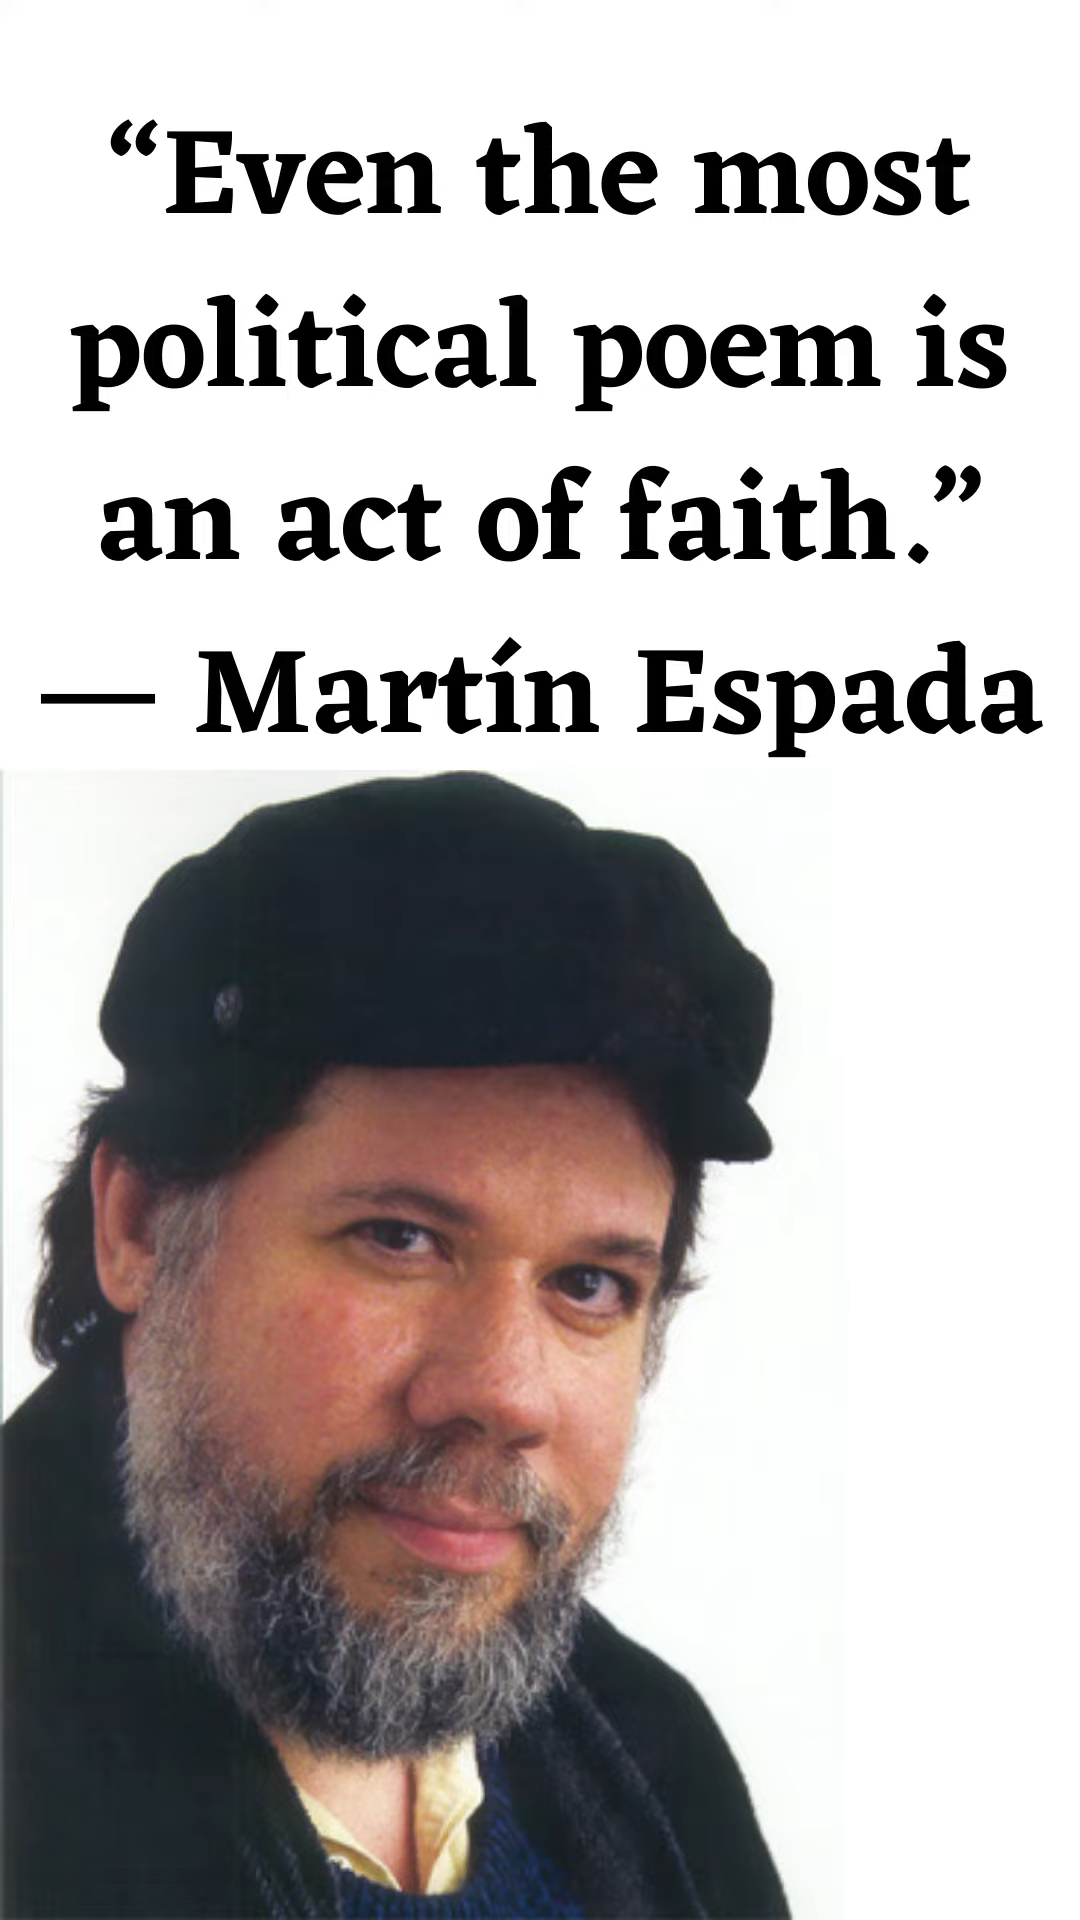 “Even the most
political poem is
an act of faith.”
— Martín Espada